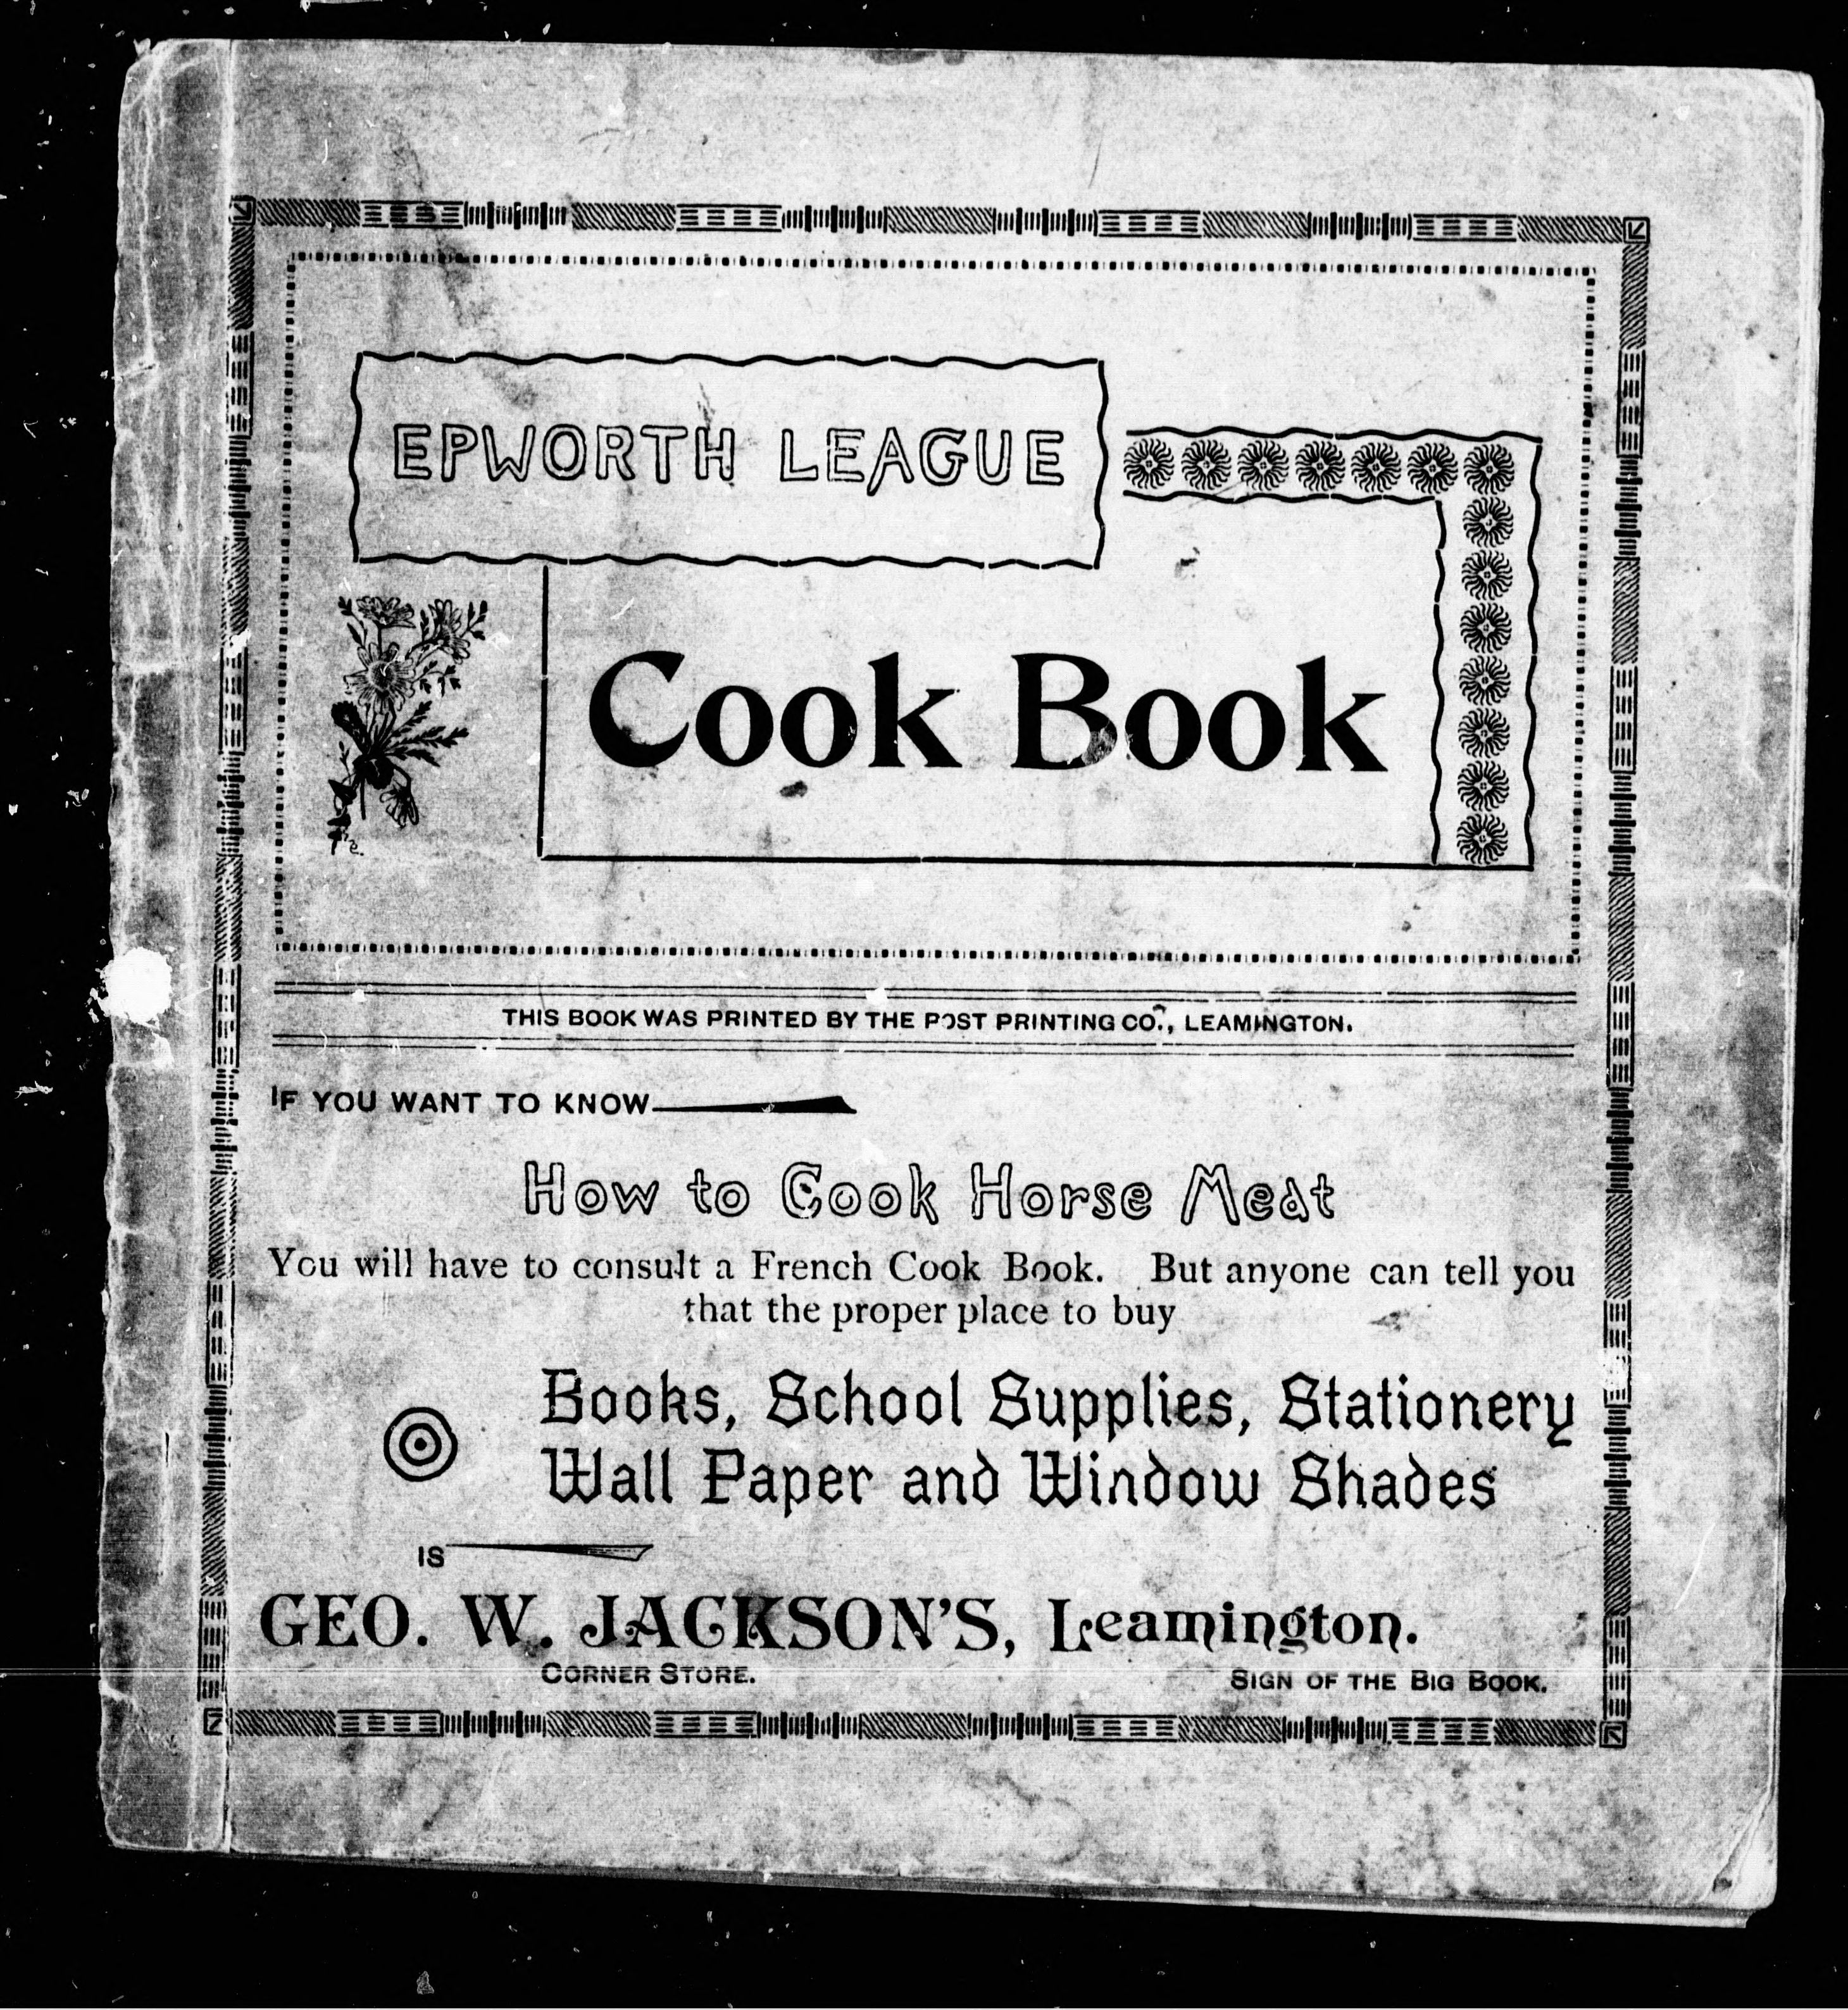 EPWORTH LEAGUE
Cook Book
THIS BOOK WAS PRINTED BY THE POST PRINTING CO., LEAMINGTON.
IF YOU WANT TO KNOW
How to Cook Horse Meat
You will have to consult a French Cook Book. But anyone can tell you
that the proper place to buy
Books, School Supplies, Stationery
Wall Paper and Window Shades
IS
GEO. W. JACKSON'S, Leamington.
CORNER STORE. SIGN OF THE BIG BOOK.